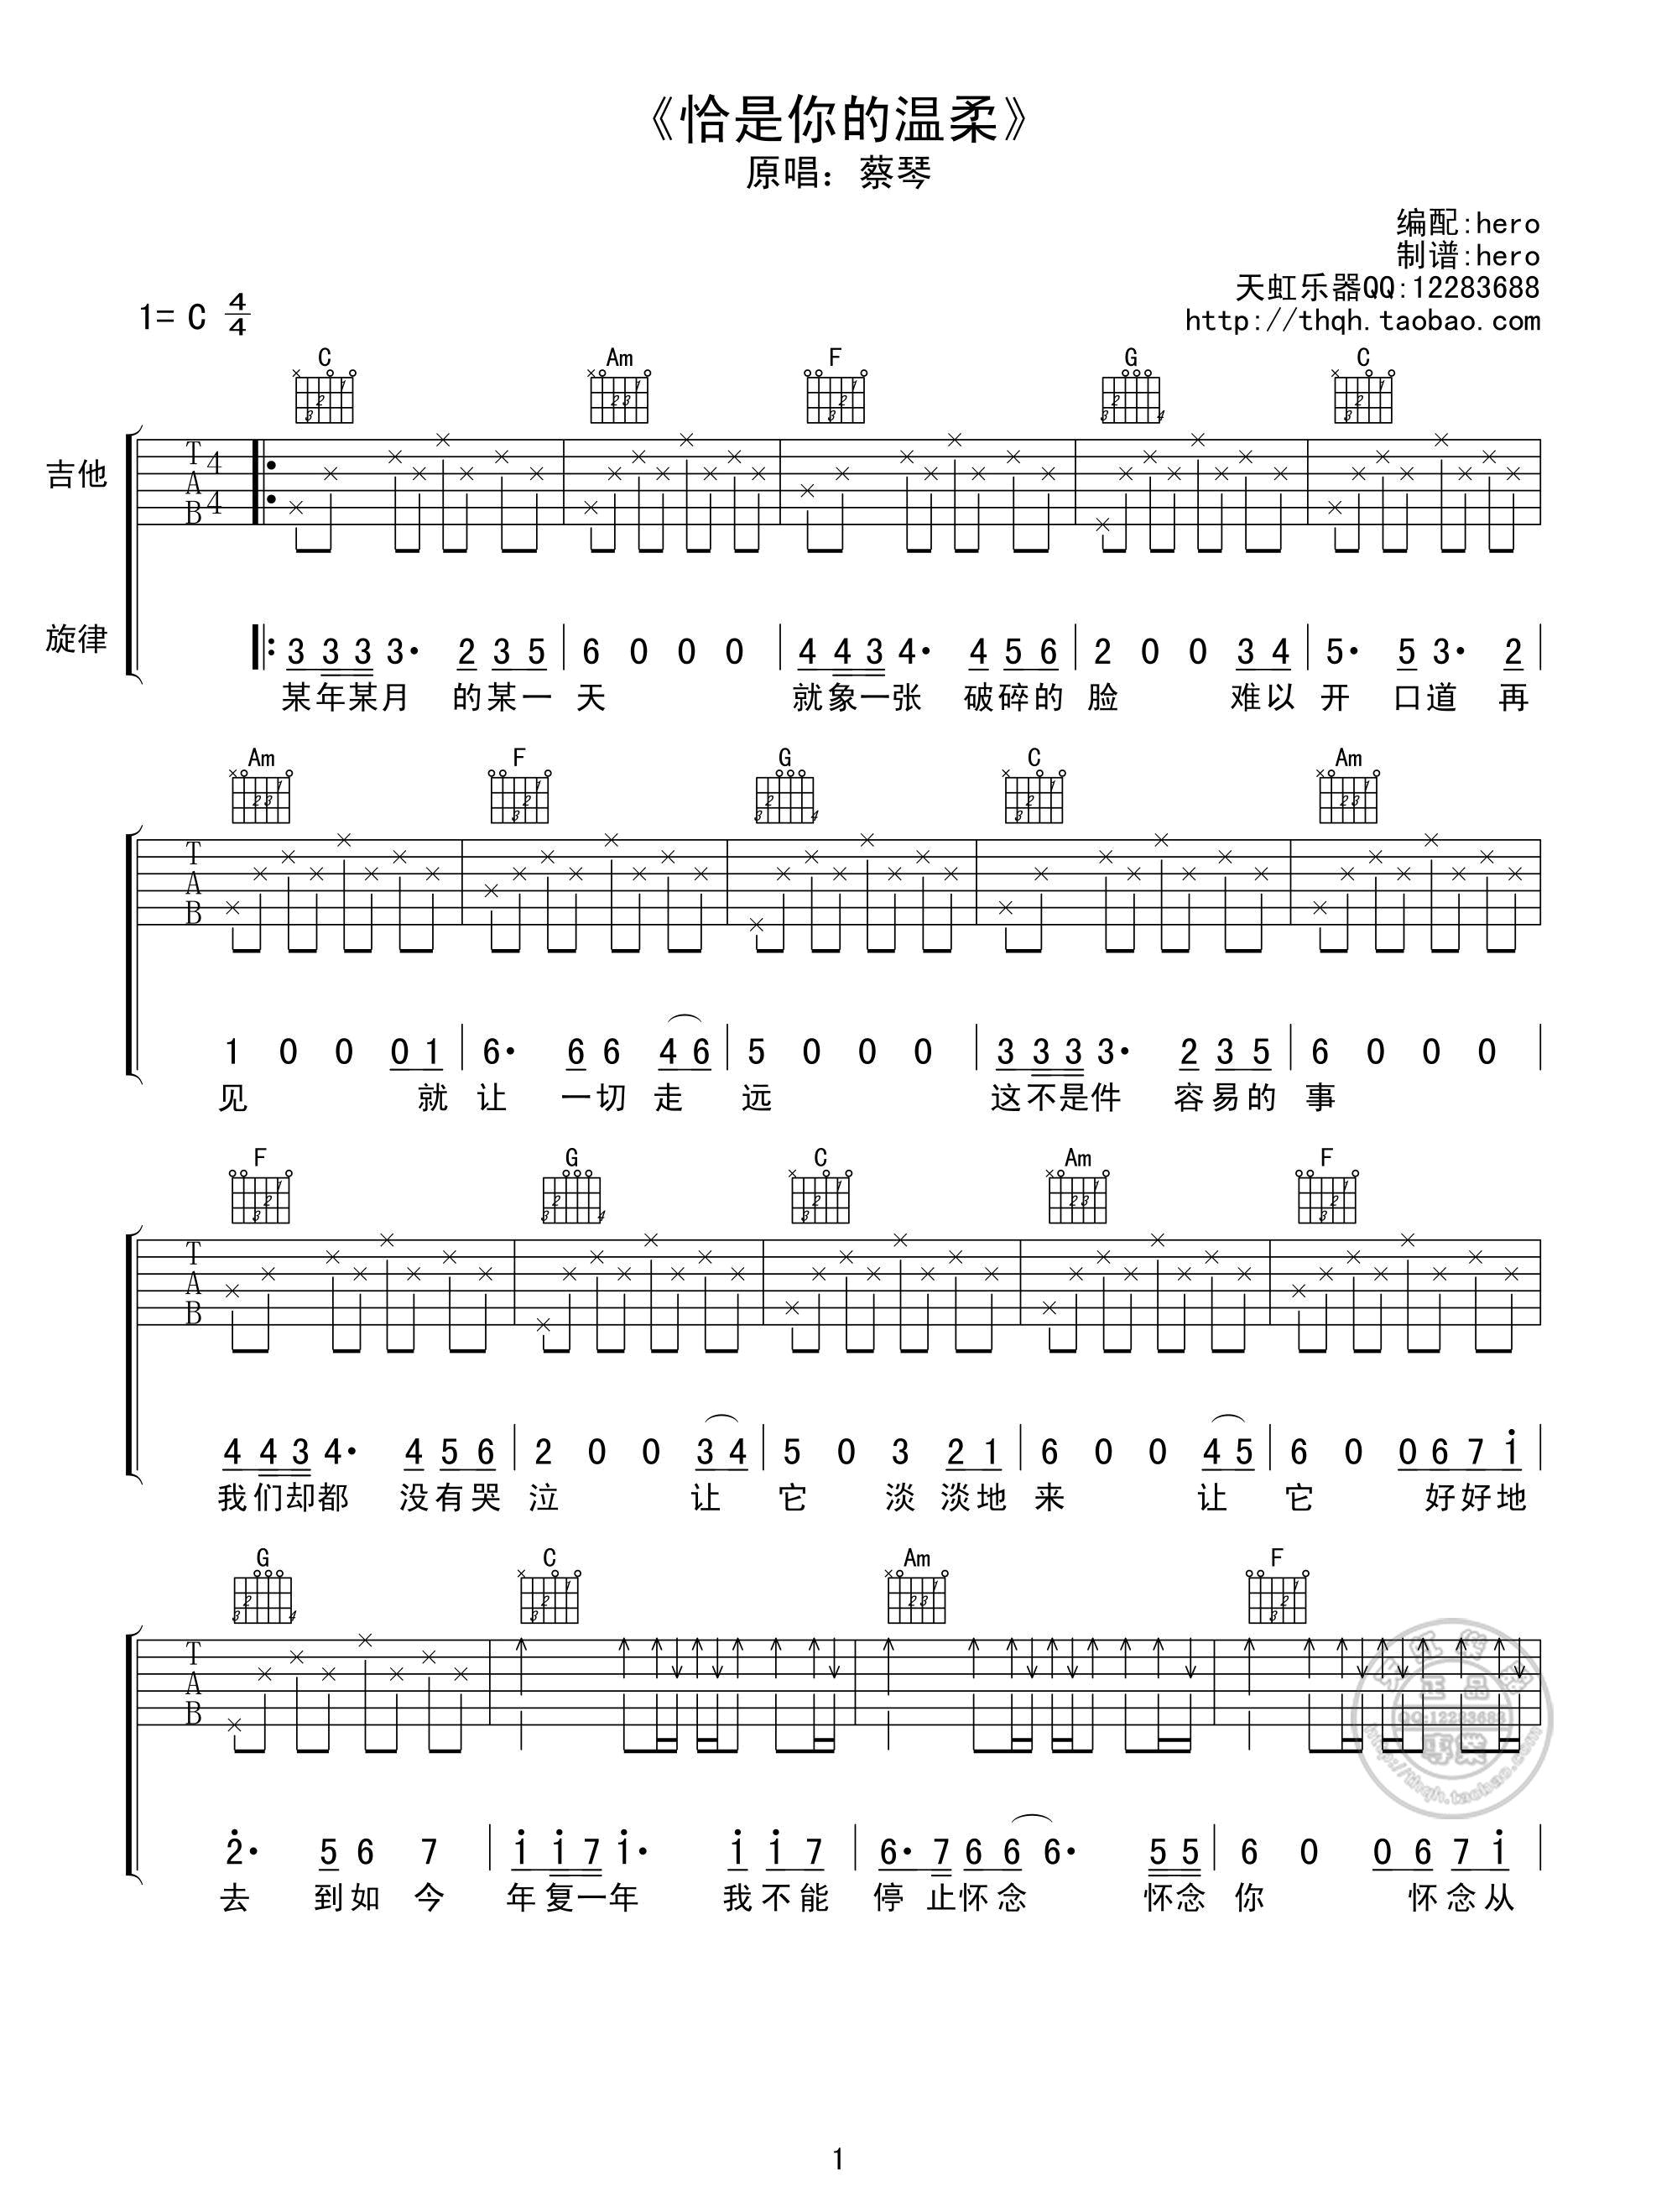 《恰是你的温柔》
原唱：蔡琴
编配:hero
制谱:hero
天虹乐器QQ:12283688
http://thqh.taobao.com
1= C 4/4
C Am F G C
吉他 T A B 4/4
旋律 3 3 3 3· 2 3 5 | 6 0 0 0 | 4 4 3 4· 4 5 6 | 2 0 0 3 4 | 5· 5 3· 2 |
某年某月 的某一 天 就象一张 破碎的 脸 难以 开 口道 再
Am F G C Am
T A B
1 0 0 0 1 | 6· 6 6 4 6 | 5 0 0 0 | 3 3 3 3· 2 3 5 | 6 0 0 0 |
见 就 让 一切 走 远 这不是件 容易的 事
F G C Am F
T A B
4 4 3 4· 4 5 6 | 2 0 0 3 4 | 5 0 3 2 1 | 6 0 0 4 5 | 6 0 0 6 7 i |
我们却都 没有哭 泣 让 它 淡 淡地 来 让 它 好好地
G C Am F
T A B
2· 5 6 7 | i i 7 i· i i 7 | 6· 7 6 6 6· 5 5 | 6 0 0 6 7 i |
去 到如 今 年复一年 我不能 停 止怀念 怀念 你 怀念从
正品
QQ:12283688
http://thqh.taobao.com
1